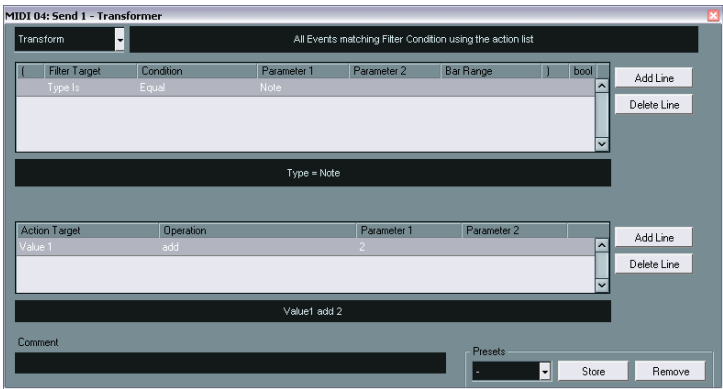 MIDI 04: Send 1 - Transformer
Transform All Events matching Filter Condition using the action list
( Filter Target Condition Parameter 1 Parameter 2 Bar Range ) bool
Type Is Equal Note
Add Line
Delete Line
Type = Note
Action Target Operation Parameter 1 Parameter 2
Value 1 add 2
Add Line
Delete Line
Value1 add 2
Comment
Presets
- Store Remove